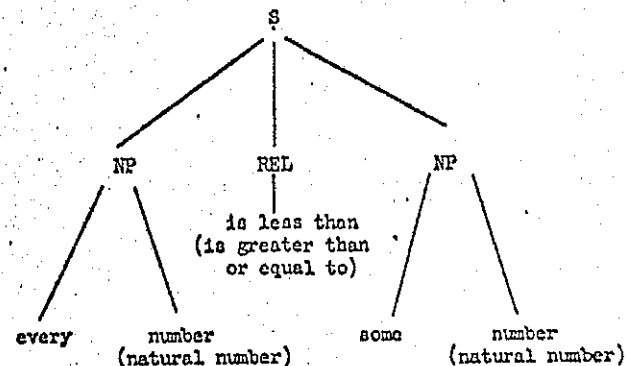 S
NP REL NP
is less than
(is greater than
or equal to)
every number some number
(natural number) (natural number)